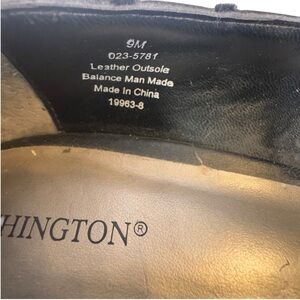 9M
023-5781
Leather Outsole
Balance Man Made
Made In China
19963-8
HINGTON®